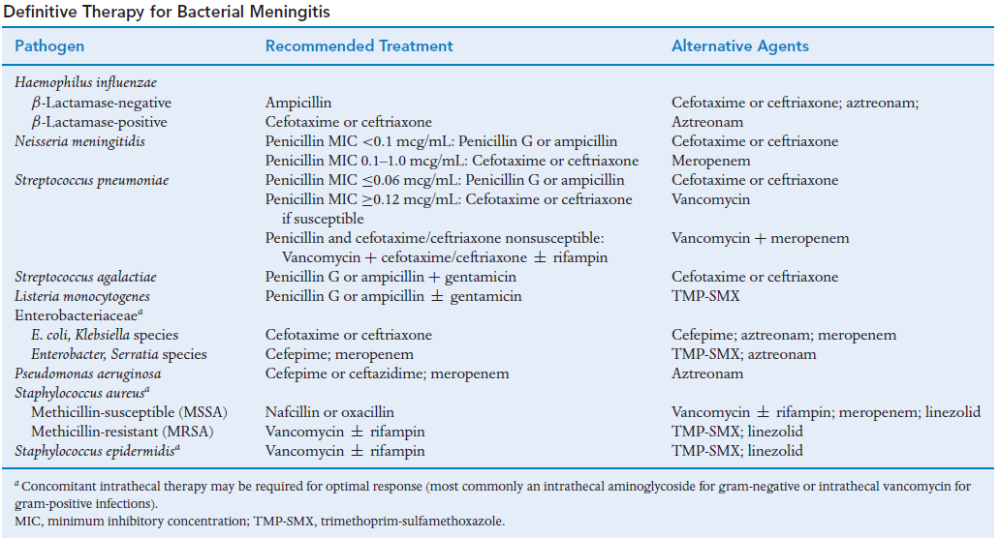 Definitive Therapy for Bacterial Meningitis
Pathogen Recommended Treatment Alternative Agents
Haemophilus influenzae
β-Lactamase-negative Ampicillin Cefotaxime or ceftriaxone; aztreonam;
β-Lactamase-positive Cefotaxime or ceftriaxone Aztreonam
Neisseria meningitidis Penicillin MIC <0.1 mcg/mL: Penicillin G or ampicillin Cefotaxime or ceftriaxone
Penicillin MIC 0.1–1.0 mcg/mL: Cefotaxime or ceftriaxone Meropenem
Streptococcus pneumoniae Penicillin MIC ≤0.06 mcg/mL: Penicillin G or ampicillin Cefotaxime or ceftriaxone
Penicillin MIC ≥0.12 mcg/mL: Cefotaxime or ceftriaxone Vancomycin
if susceptible
Penicillin and cefotaxime/ceftriaxone nonsusceptible: Vancomycin + meropenem
Vancomycin + cefotaxime/ceftriaxone ± rifampin
Streptococcus agalactiae Penicillin G or ampicillin + gentamicin Cefotaxime or ceftriaxone
Listeria monocytogenes Penicillin G or ampicillin ± gentamicin TMP-SMX
Enterobacteriaceae^a
E. coli, Klebsiella species Cefotaxime or ceftriaxone Cefepime; aztreonam; meropenem
Enterobacter, Serratia species Cefepime; meropenem TMP-SMX; aztreonam
Pseudomonas aeruginosa Cefepime or ceftazidime; meropenem Aztreonam
Staphylococcus aureus^a
Methicillin-susceptible (MSSA) Nafcillin or oxacillin Vancomycin ± rifampin; meropenem; linezolid
Methicillin-resistant (MRSA) Vancomycin ± rifampin TMP-SMX; linezolid
Staphylococcus epidermidis^a Vancomycin ± rifampin TMP-SMX; linezolid
^a Concomitant intrathecal therapy may be required for optimal response (most commonly an intrathecal aminoglycoside for gram-negative or intrathecal vancomycin for
gram-positive infections).
MIC, minimum inhibitory concentration; TMP-SMX, trimethoprim-sulfamethoxazole.